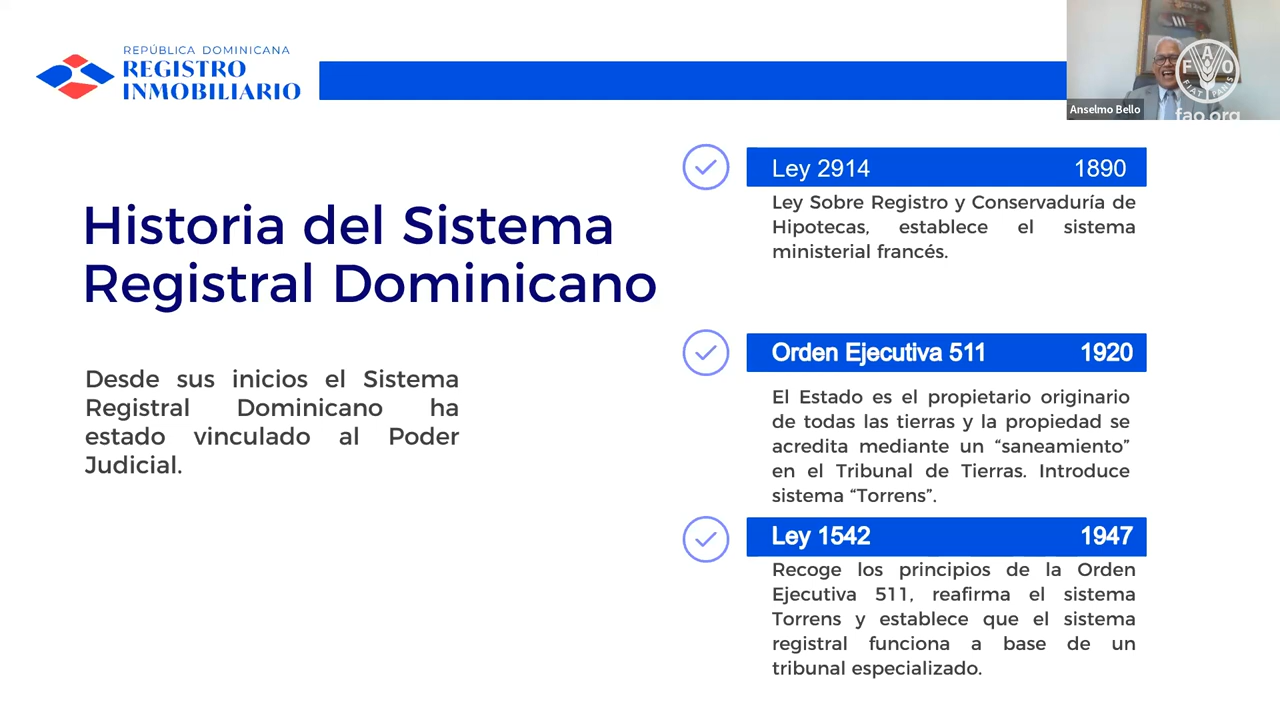 REPÚBLICA DOMINICANA
REGISTRO
INMOBILIARIO
Anselmo Bello
FAO
FIAT PANIS
fao.org
Historia del Sistema
Registral Dominicano
Desde sus inicios el Sistema
Registral Dominicano ha
estado vinculado al Poder
Judicial.
Ley 2914 1890
Ley Sobre Registro y Conservaduría de
Hipotecas, establece el sistema
ministerial francés.
Orden Ejecutiva 511 1920
El Estado es el propietario originario
de todas las tierras y la propiedad se
acredita mediante un “saneamiento”
en el Tribunal de Tierras. Introduce
sistema “Torrens”.
Ley 1542 1947
Recoge los principios de la Orden
Ejecutiva 511, reafirma el sistema
Torrens y establece que el sistema
registral funciona a base de un
tribunal especializado.